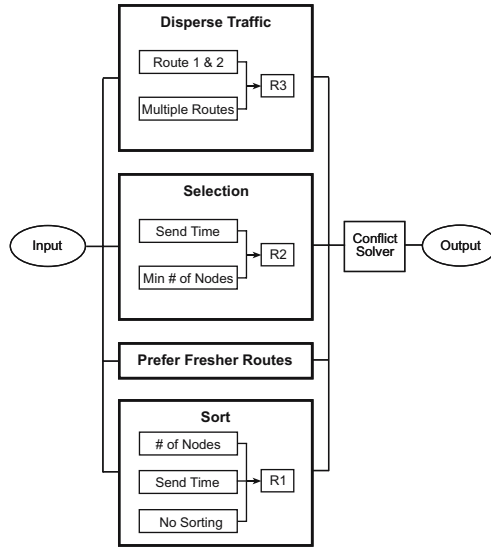 Disperse Traffic
Route 1 & 2
R3
Multiple Routes
Selection
Send Time
R2
Min # of Nodes
Input
Conflict
Solver
Output
Prefer Fresher Routes
Sort
# of Nodes
Send Time
R1
No Sorting